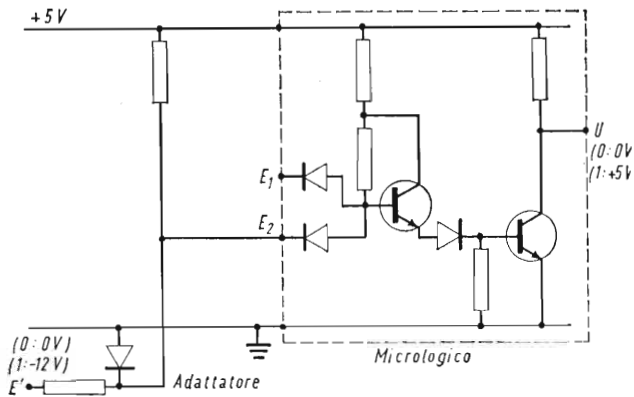 +5V
E1
E2
U
(0:0V
(1:+5V
(0:0V)
(1:-12V)
E'
Adattatore
Micrologico